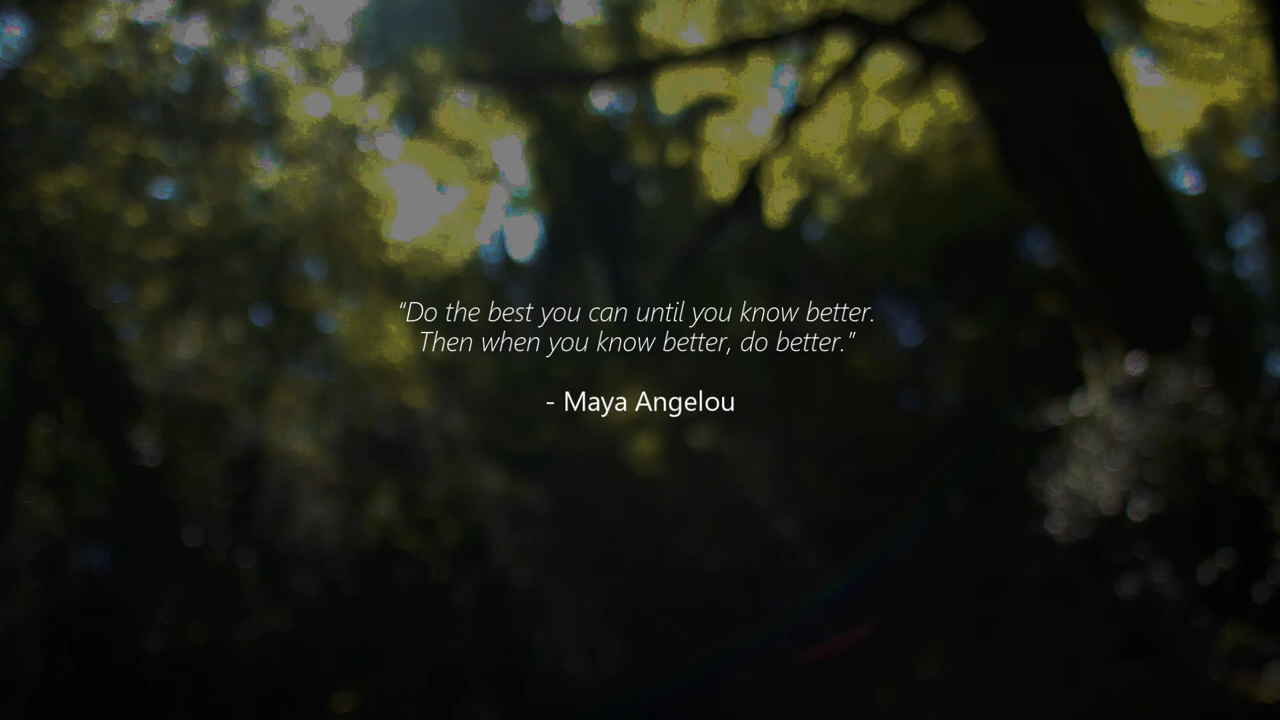 "Do the best you can until you know better.
Then when you know better, do better."
- Maya Angelou